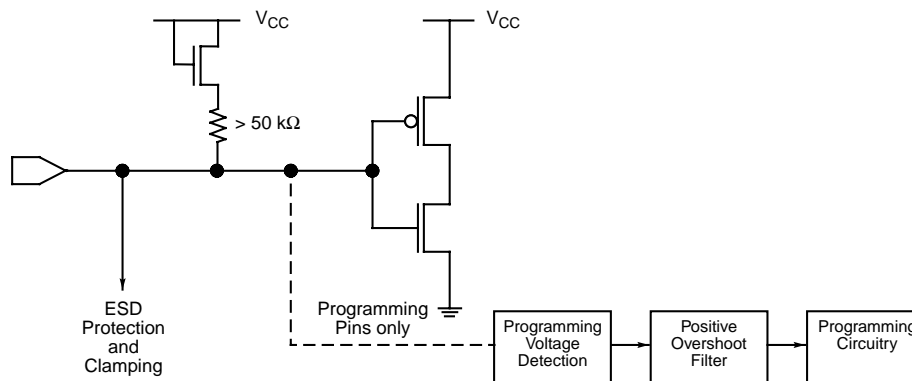 V_CC
V_CC
> 50 kΩ
ESD
Protection
and
Clamping
Programming
Pins only
Programming
Voltage
Detection
Positive
Overshoot
Filter
Programming
Circuitry